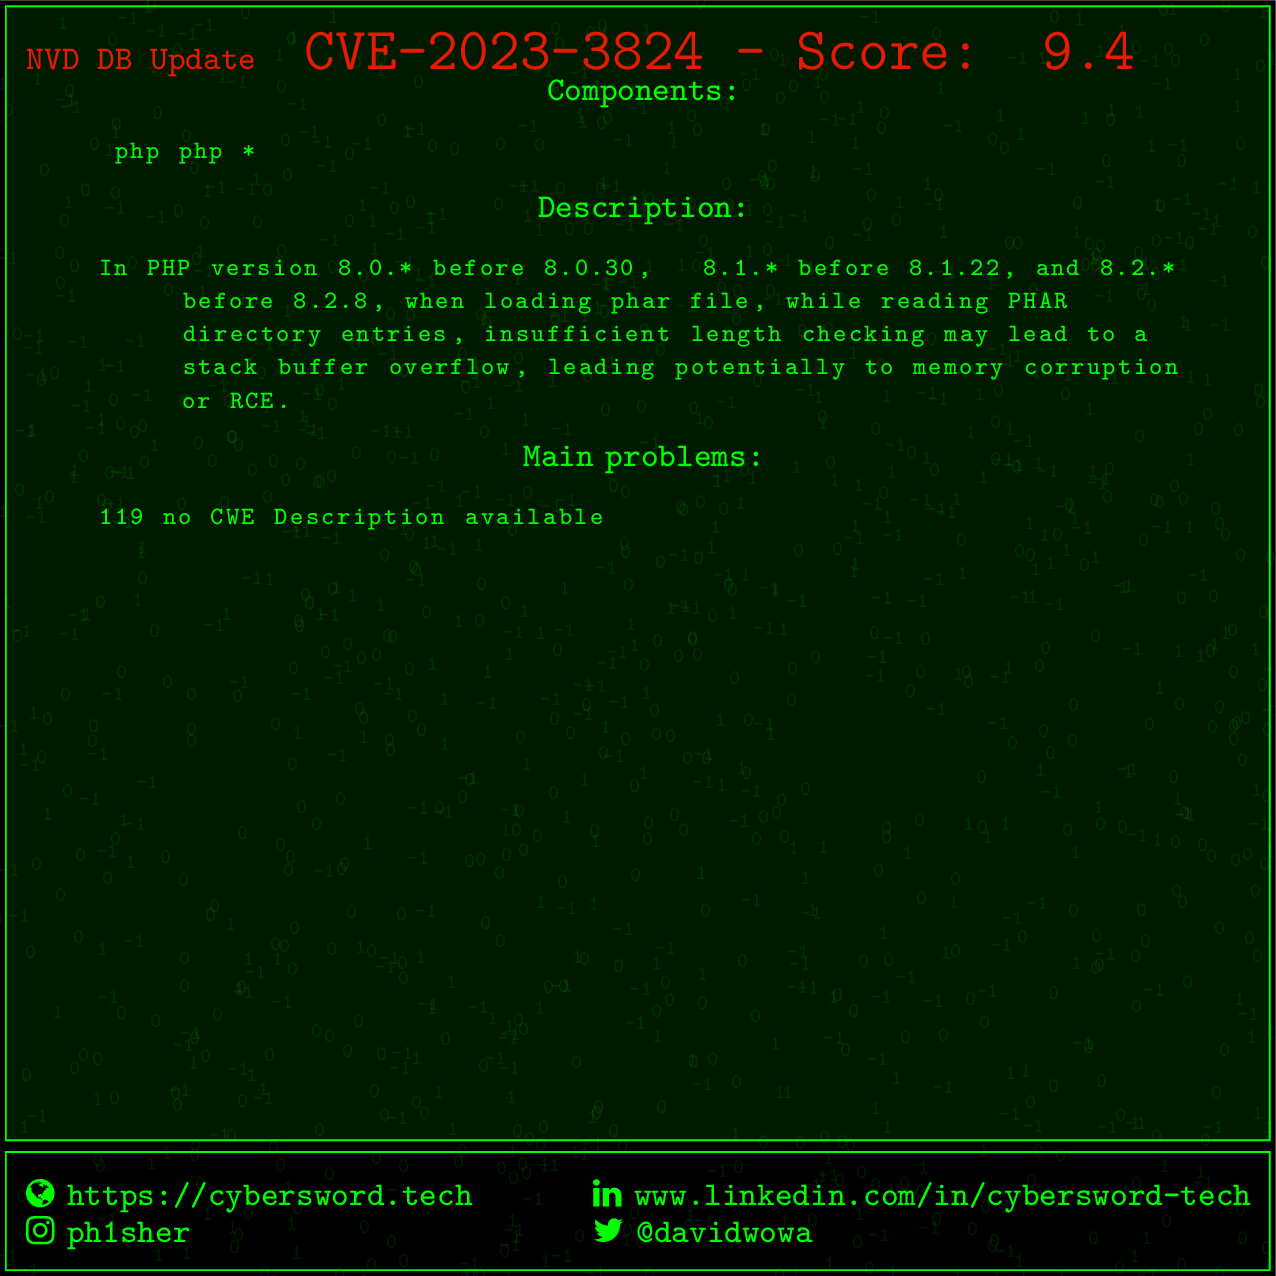 NVD DB Update CVE-2023-3824 - Score: 9.4
Components:
php php *
Description:
In PHP version 8.0.* before 8.0.30, 8.1.* before 8.1.22, and 8.2.*
before 8.2.8, when loading phar file, while reading PHAR
directory entries, insufficient length checking may lead to a
stack buffer overflow, leading potentially to memory corruption
or RCE.
Main problems:
119 no CWE Description available
https://cybersword.tech www.linkedin.com/in/cybersword-tech
ph1sher @davidwowa